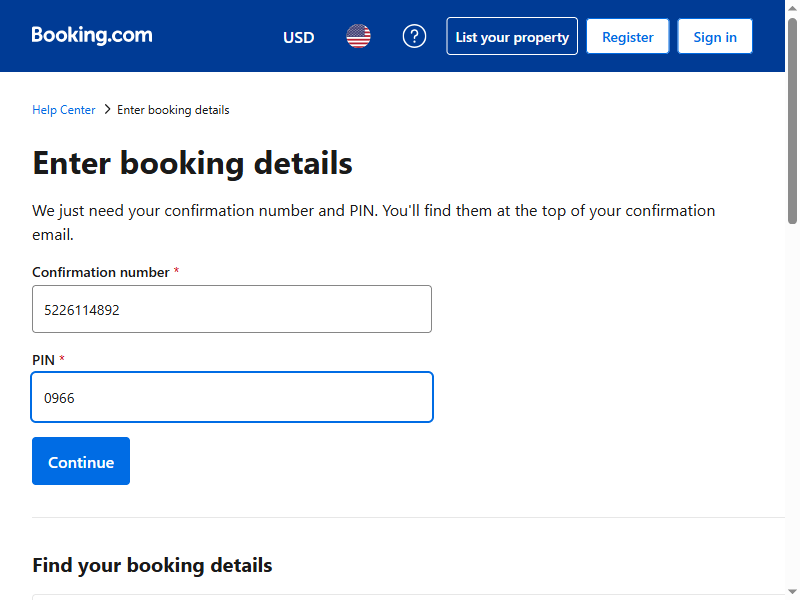 Booking.com
USD
?
List your property
Register
Sign in
Help Center > Enter booking details
Enter booking details
We just need your confirmation number and PIN. You'll find them at the top of your confirmation
email.
Confirmation number *
5226114892
PIN *
0966
Continue
Find your booking details